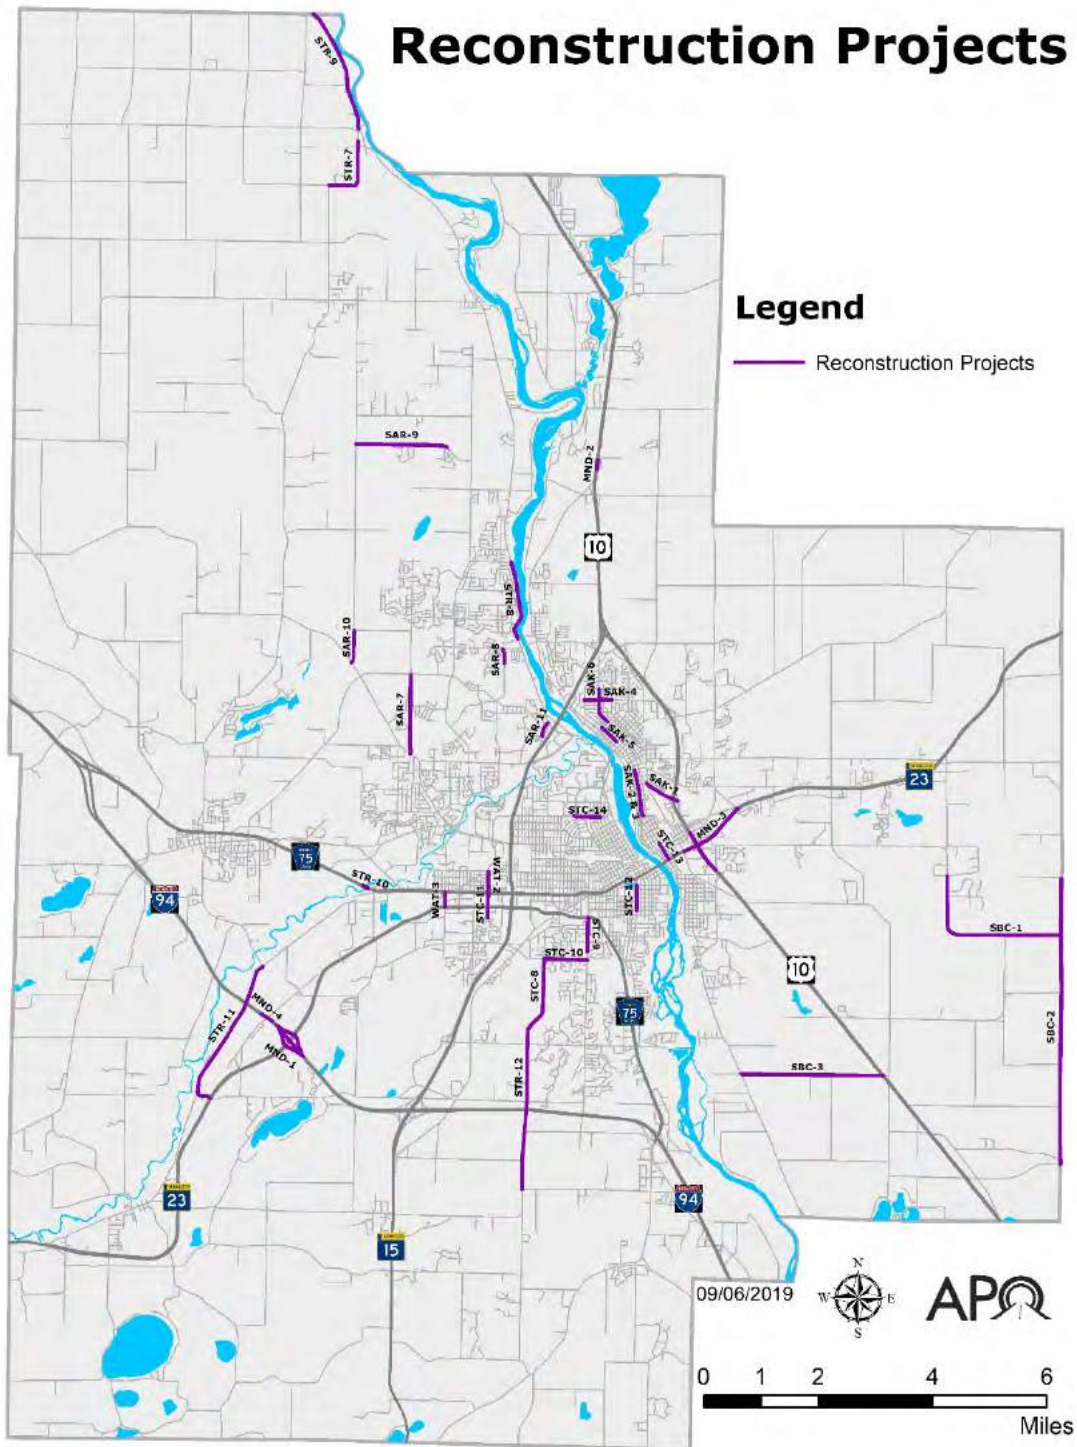 Reconstruction Projects
STR-9
STR-7
Legend
Reconstruction Projects
SAR-9
MND-2
10
STR-8
SAR-10
SAR-8
SAK-6
SAK-4
SAR-7
SAR-11
SAK-5
23
SAK-2 & 3
SAK-1
STC-14
MND-3
STC-13
75
STR-10
WAT-2
94
WAT-3
STC-11
STC-12
SBC-1
STC-9
STC-10
10
STC-8
75
MND-4
STR-11
SBC-2
MND-1
STR-12
SBC-3
23
94
15
09/06/2019
N
W E
S
APO
0 1 2 4 6
Miles